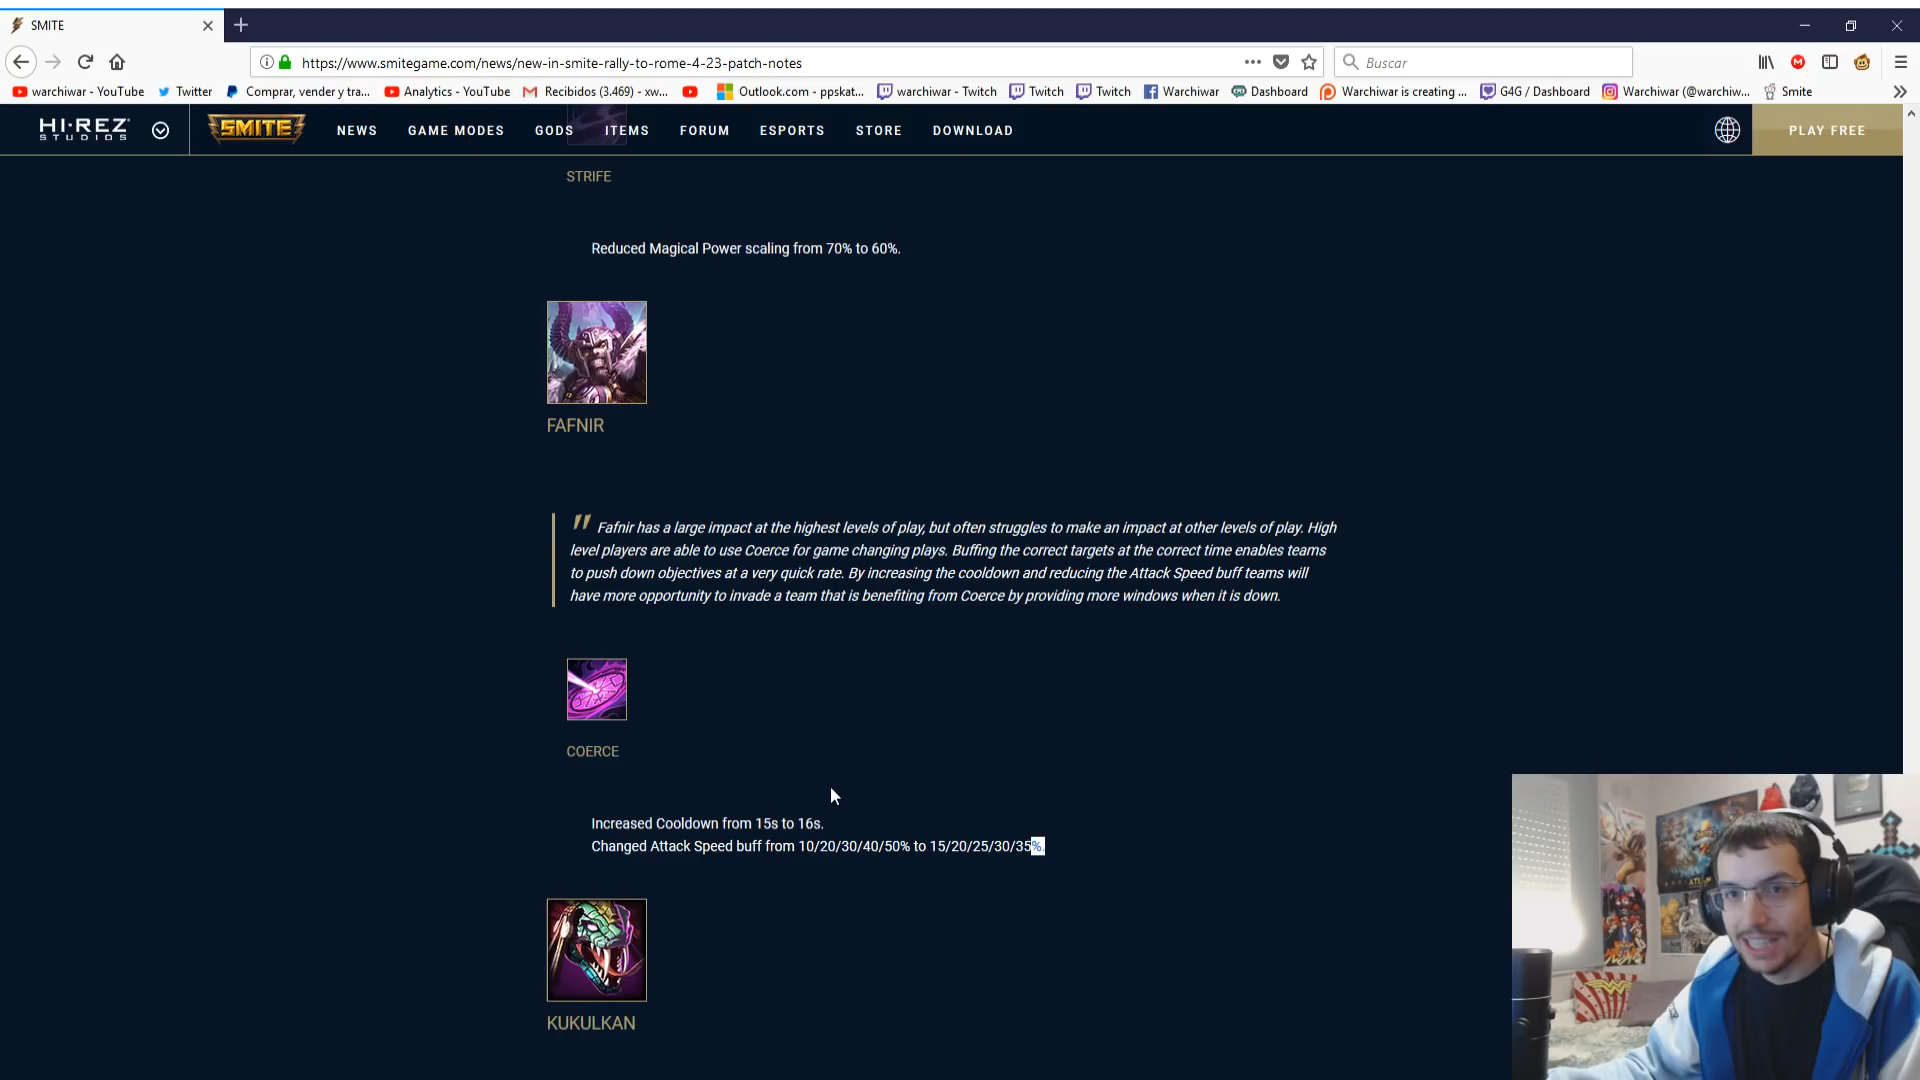 SMITE
https://www.smitegame.com/news/new-in-smite-rally-to-rome-4-23-patch-notes
Buscar
warchiwar - YouTube
Twitter
Comprar, vender y tra...
Analytics - YouTube
Recibidos (3.469) - xw...
Outlook.com - ppskat...
warchiwar - Twitch
Twitch
Twitch
Warchiwar
Dashboard
Warchiwar is creating ...
G4G / Dashboard
Warchiwar (@warchiw...
Smite
HI-REZ STUDIOS
SMITE
NEWS
GAME MODES
GODS
ITEMS
FORUM
ESPORTS
STORE
DOWNLOAD
PLAY FREE
STRIFE
Reduced Magical Power scaling from 70% to 60%.
FAFNIR
" Fafnir has a large impact at the highest levels of play, but often struggles to make an impact at other levels of play. High
level players are able to use Coerce for game changing plays. Buffing the correct targets at the correct time enables teams
to push down objectives at a very quick rate. By increasing the cooldown and reducing the Attack Speed buff teams will
have more opportunity to invade a team that is benefiting from Coerce by providing more windows when it is down.
COERCE
Increased Cooldown from 15s to 16s.
Changed Attack Speed buff from 10/20/30/40/50% to 15/20/25/30/35%.
KUKULKAN